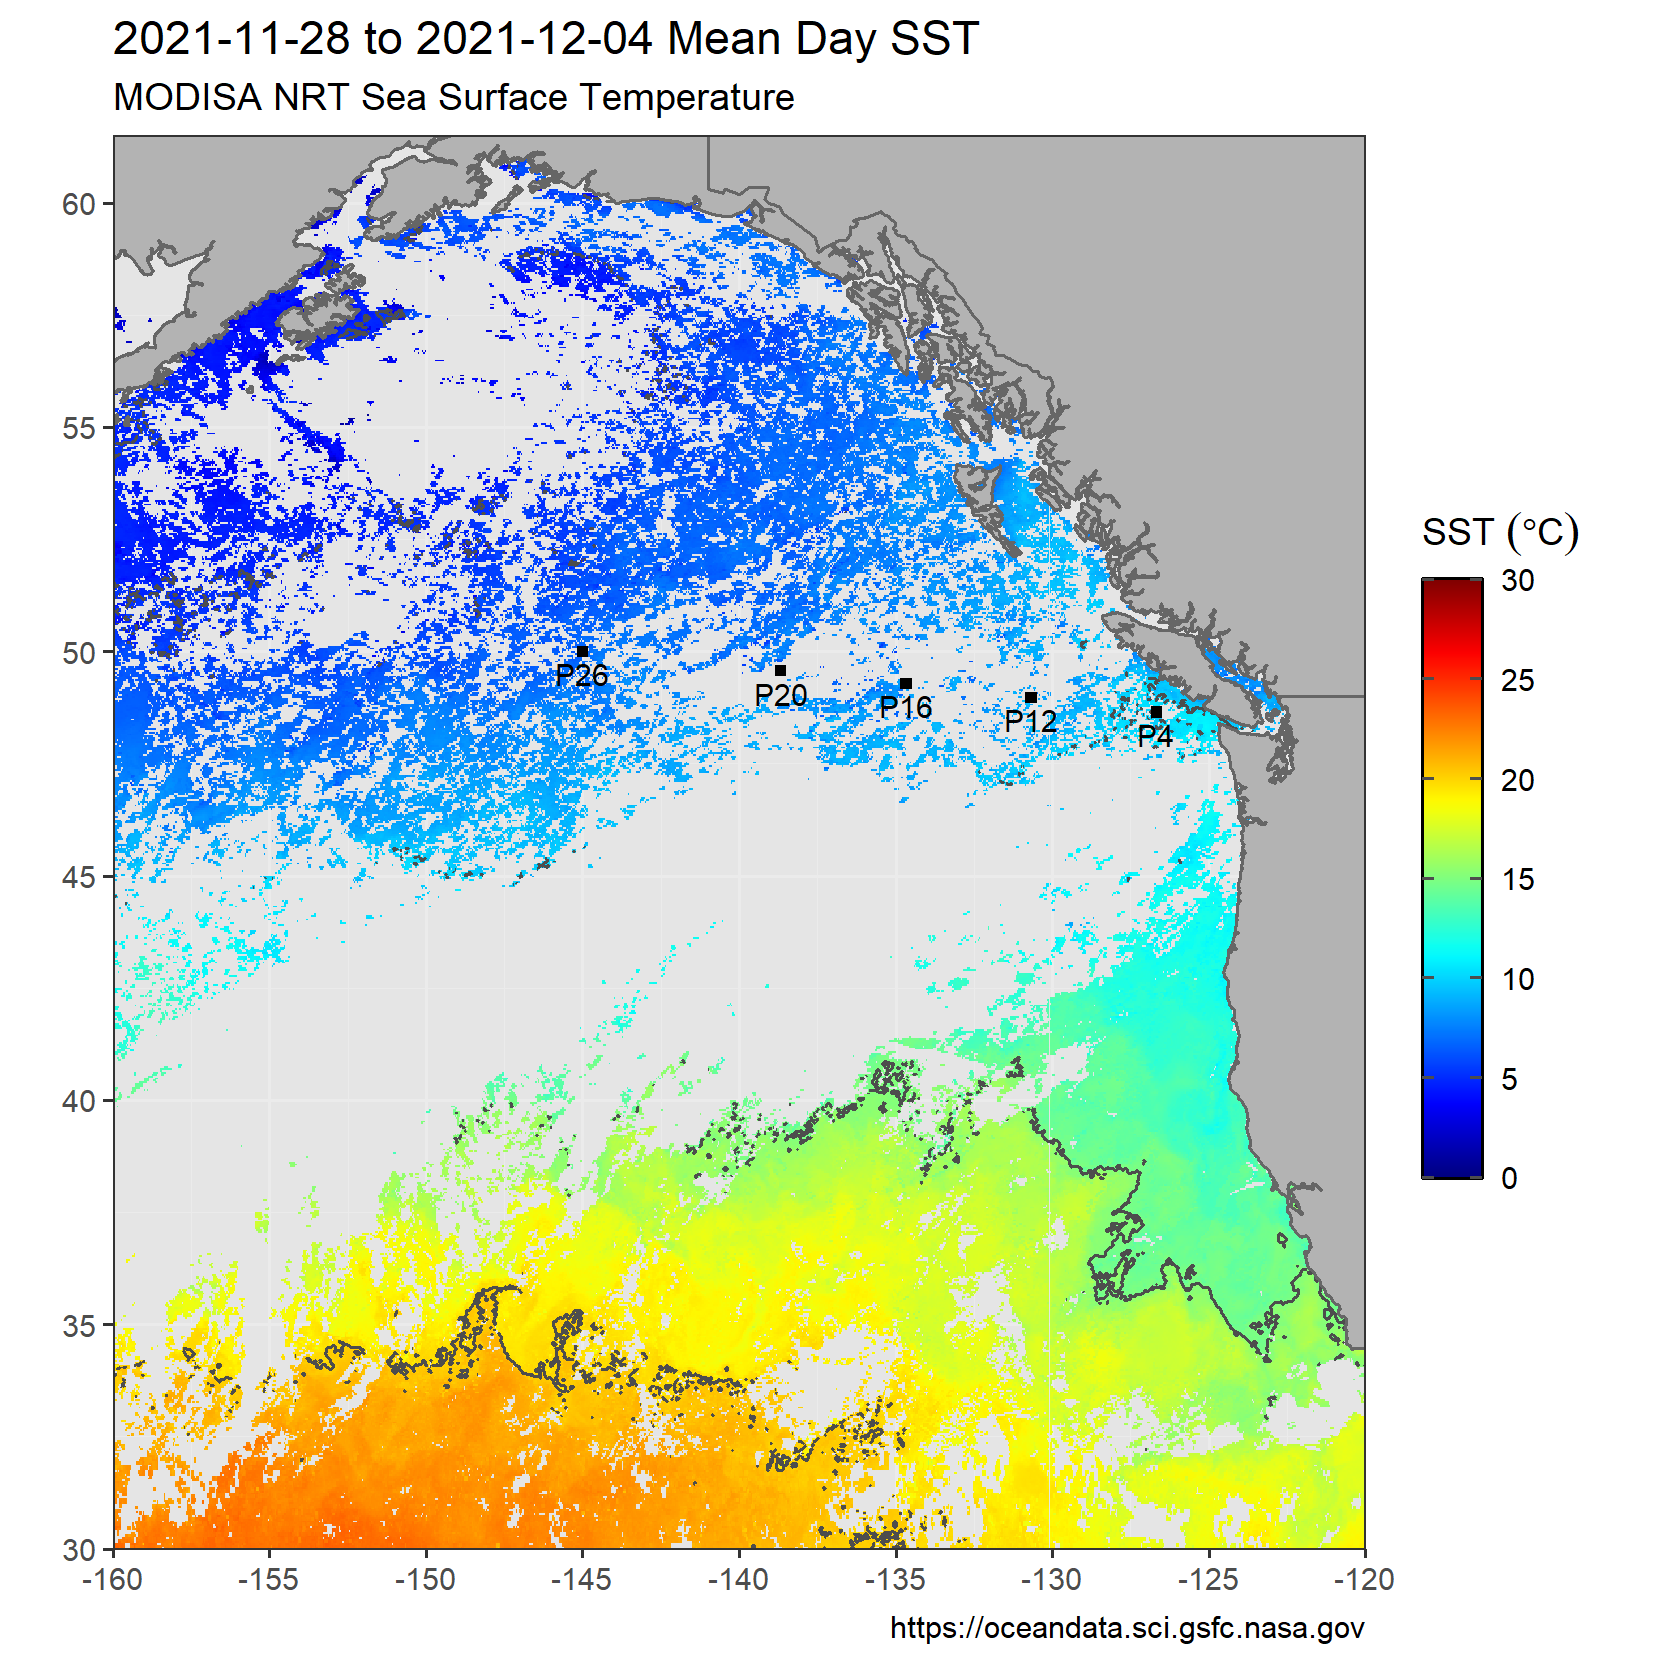 2021-11-28 to 2021-12-04 Mean Day SST
MODISA NRT Sea Surface Temperature
60
55
50
45
40
35
30
P26
P20
P16
P12
P4
SST (°C)
30
25
20
15
10
5
0
-160
-155
-150
-145
-140
-135
-130
-125
-120
https://oceandata.sci.gsfc.nasa.gov